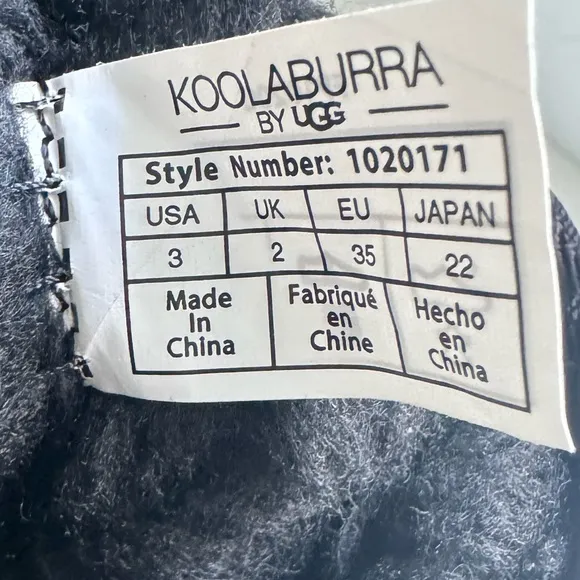 KOOLABURRA
BY UGG
Style Number: 1020171
USA UK EU JAPAN
3 2 35 22
Made Fabriqué Hecho
In en en
China Chine China